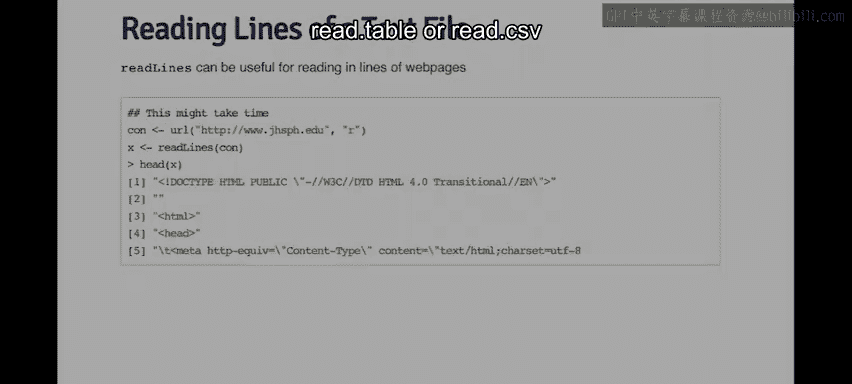 Reading Lines of a Text File
read.table or read.csv
readLines can be useful for reading in lines of webpages
## This might take time
con <- url("http://www.jhsph.edu", "r")
x <- readLines(con)
> head(x)
[1] "<!DOCTYPE HTML PUBLIC \"-//W3C//DTD HTML 4.0 Transitional//EN\">"
[2] ""
[3] "<html>"
[4] "<head>"
[5] "\t<meta http-equiv=\"Content-Type\" content=\"text/html;charset=utf-8